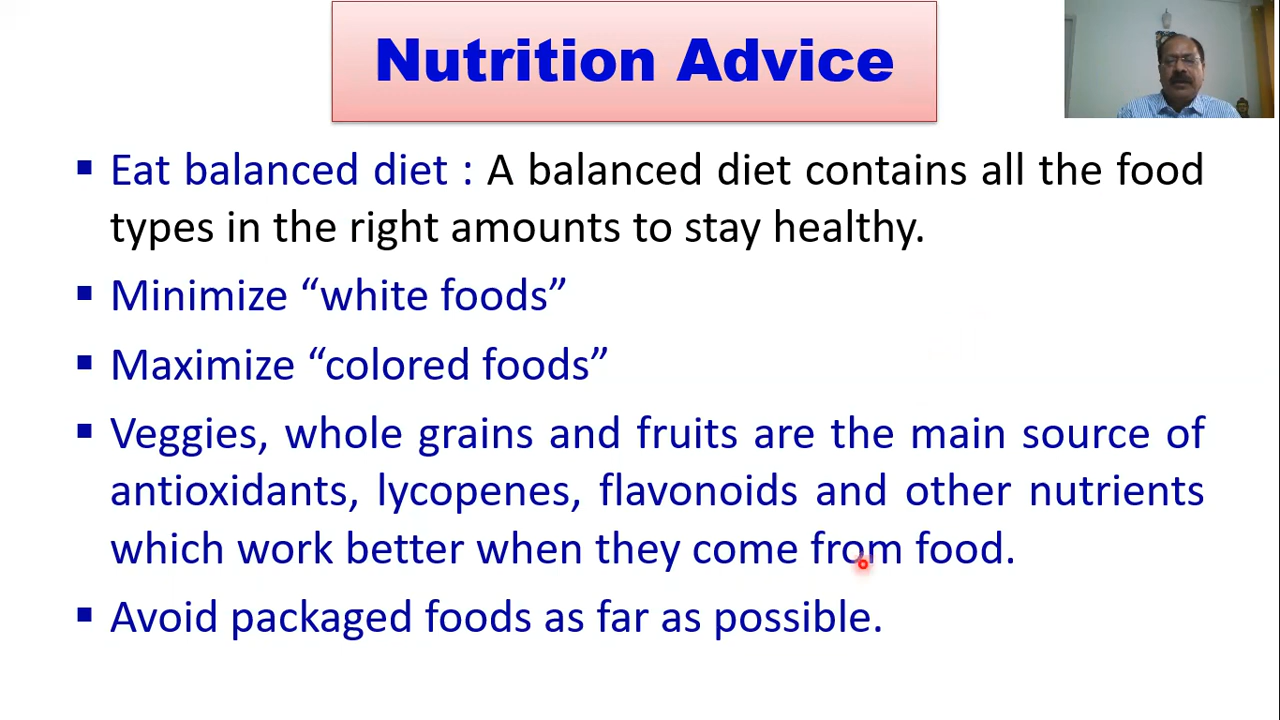 Nutrition Advice
▪ Eat balanced diet : A balanced diet contains all the food
types in the right amounts to stay healthy.
▪ Minimize “white foods”
▪ Maximize “colored foods”
▪ Veggies, whole grains and fruits are the main source of
antioxidants, lycopenes, flavonoids and other nutrients
which work better when they come from food.
▪ Avoid packaged foods as far as possible.